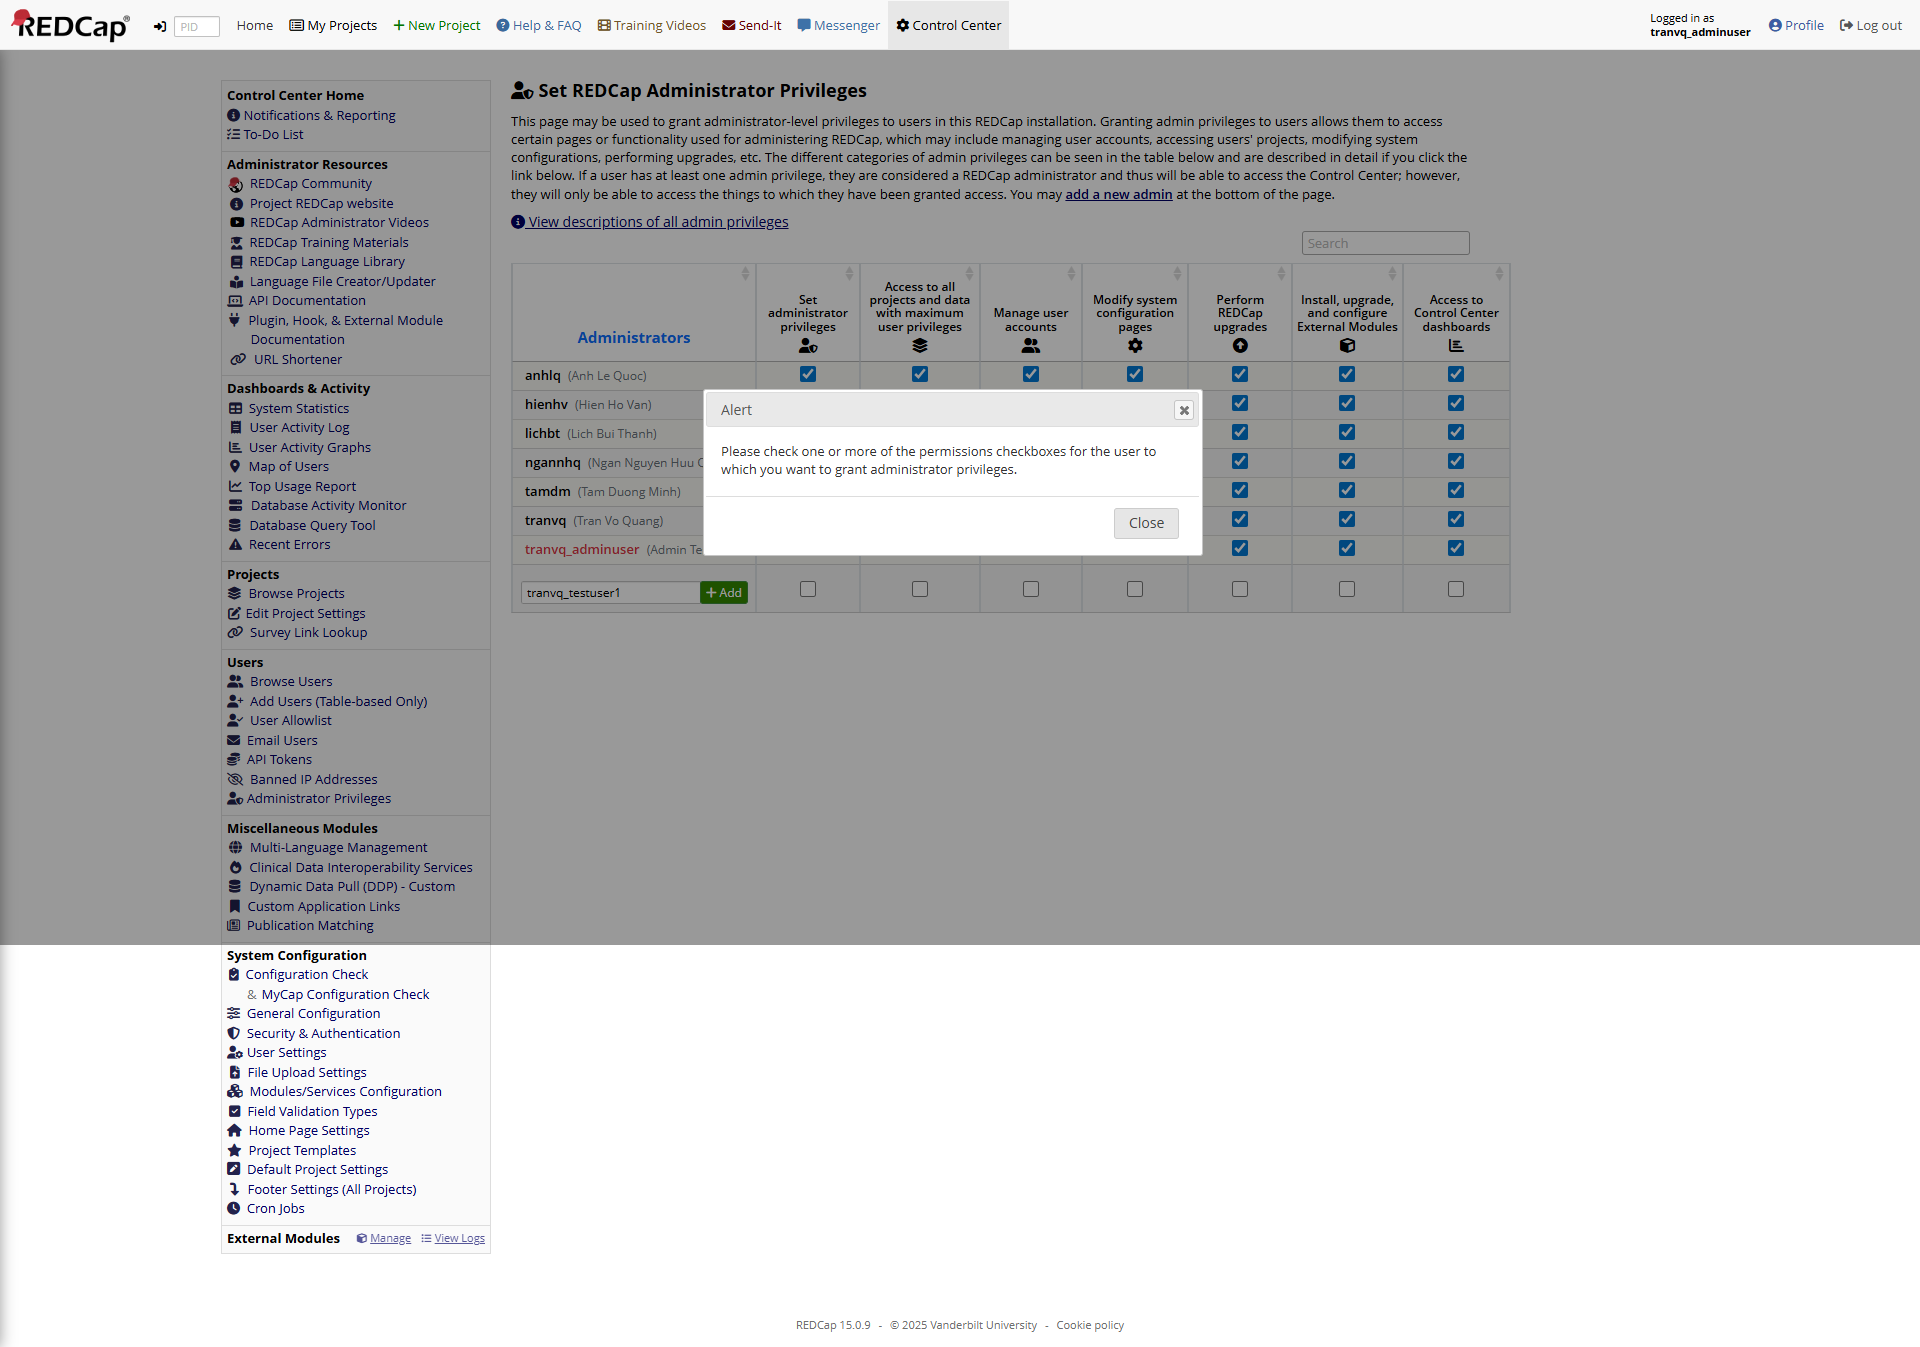 REDCap®
PID
Home
My Projects
New Project
Help & FAQ
Training Videos
Send-It
Messenger
Control Center
Logged in as
tranvq_adminuser
Profile
Log out
Control Center Home
Notifications & Reporting
To-Do List
Administrator Resources
REDCap Community
Project REDCap website
REDCap Administrator Videos
REDCap Training Materials
REDCap Language Library
Language File Creator/Updater
API Documentation
Plugin, Hook, & External Module
Documentation
URL Shortener
Dashboards & Activity
System Statistics
User Activity Log
User Activity Graphs
Map of Users
Top Usage Report
Database Activity Monitor
Database Query Tool
Recent Errors
Projects
Browse Projects
Edit Project Settings
Survey Link Lookup
Users
Browse Users
Add Users (Table-based Only)
User Allowlist
Email Users
API Tokens
Banned IP Addresses
Administrator Privileges
Miscellaneous Modules
Multi-Language Management
Clinical Data Interoperability Services
Dynamic Data Pull (DDP) - Custom
Custom Application Links
Publication Matching
System Configuration
Configuration Check
& MyCap Configuration Check
General Configuration
Security & Authentication
User Settings
File Upload Settings
Modules/Services Configuration
Field Validation Types
Home Page Settings
Project Templates
Default Project Settings
Footer Settings (All Projects)
Cron Jobs
External Modules Manage View Logs
Set REDCap Administrator Privileges
This page may be used to grant administrator-level privileges to users in this REDCap installation. Granting admin privileges to users allows them to access
certain pages or functionality used for administering REDCap, which may include managing user accounts, accessing users' projects, modifying system
configurations, performing upgrades, etc. The different categories of admin privileges can be seen in the table below and are described in detail if you click the
link below. If a user has at least one admin privilege, they are considered a REDCap administrator and thus will be able to access the Control Center; however,
they will only be able to access the things to which they have been granted access. You may add a new admin at the bottom of the page.
View descriptions of all admin privileges
Search
Administrators
Set
administrator
privileges
Access to all
projects and data
with maximum
user privileges
Manage user
accounts
Modify system
configuration
pages
Perform
REDCap
upgrades
Install, upgrade,
and configure
External Modules
Access to
Control Center
dashboards
anhlq (Anh Le Quoc)
hienhv (Hien Ho Van)
lichbt (Lich Bui Thanh)
ngannhq (Ngan Nguyen Huu
tamdm (Tam Duong Minh)
tranvq (Tran Vo Quang)
tranvq_adminuser (Admin Te
tranvq_testuser1
Add
Alert
Please check one or more of the permissions checkboxes for the user to
which you want to grant administrator privileges.
Close
REDCap 15.0.9 - © 2025 Vanderbilt University - Cookie policy